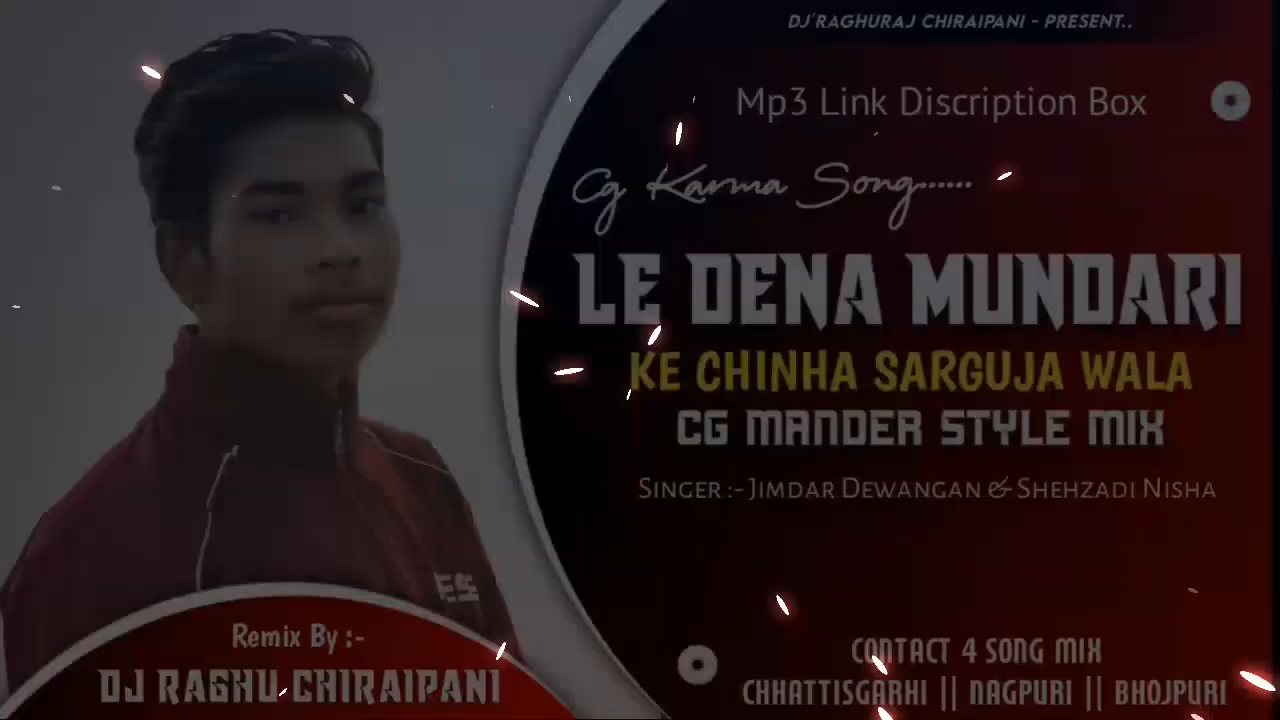 DJ'RAGHURAJ CHIRAIPANI - PRESENT..
Mp3 Link Discription Box
Cg Karma Song......
LE DENA MUNDARI
KE CHINHA SARGUJA WALA
CG MANDER STYLE MIX
SINGER :- JIMDAR DEWANGAN & SHEHZADI NISHA
ES
Remix By :-
DJ RAGHU CHIRAIPANI
CONTACT 4 SONG MIX
CHHATTISGARHI || NAGPURI || BHOJPURI